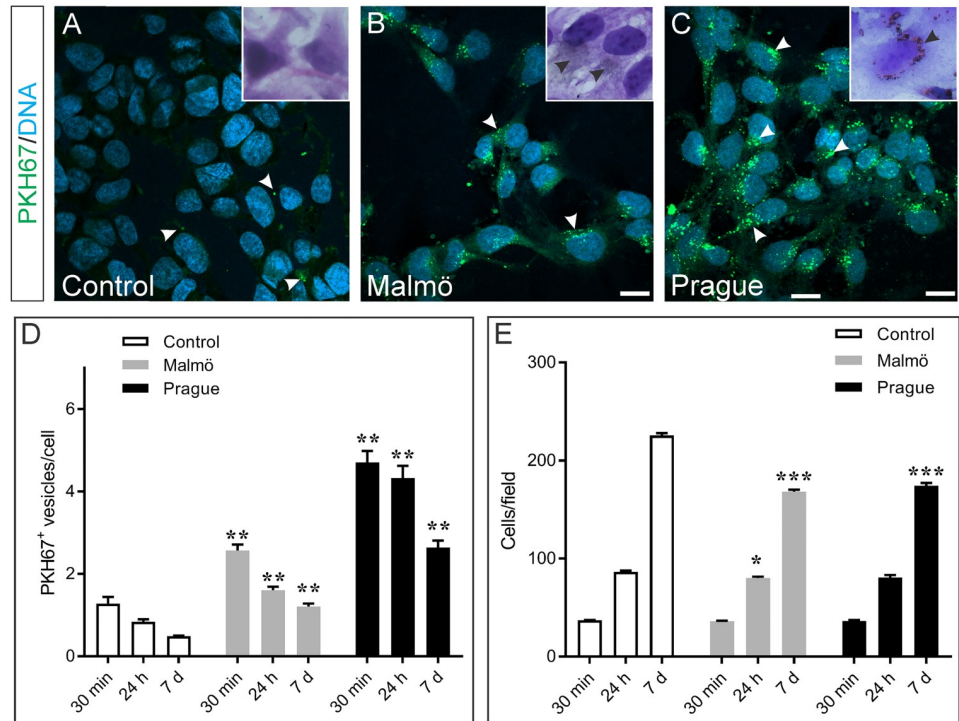 PKH67/DNA
A
Control
B
Malmö
C
Prague
D
Control
Malmö
Prague
PKH67+ vesicles/cell
6
4
2
0
**
**
**
**
**
**
30 min
24 h
7 d
30 min
24 h
7 d
30 min
24 h
7 d
E
Control
Malmö
Prague
Cells/field
300
200
100
0
*
***
***
30 min
24 h
7 d
30 min
24 h
7 d
30 min
24 h
7 d